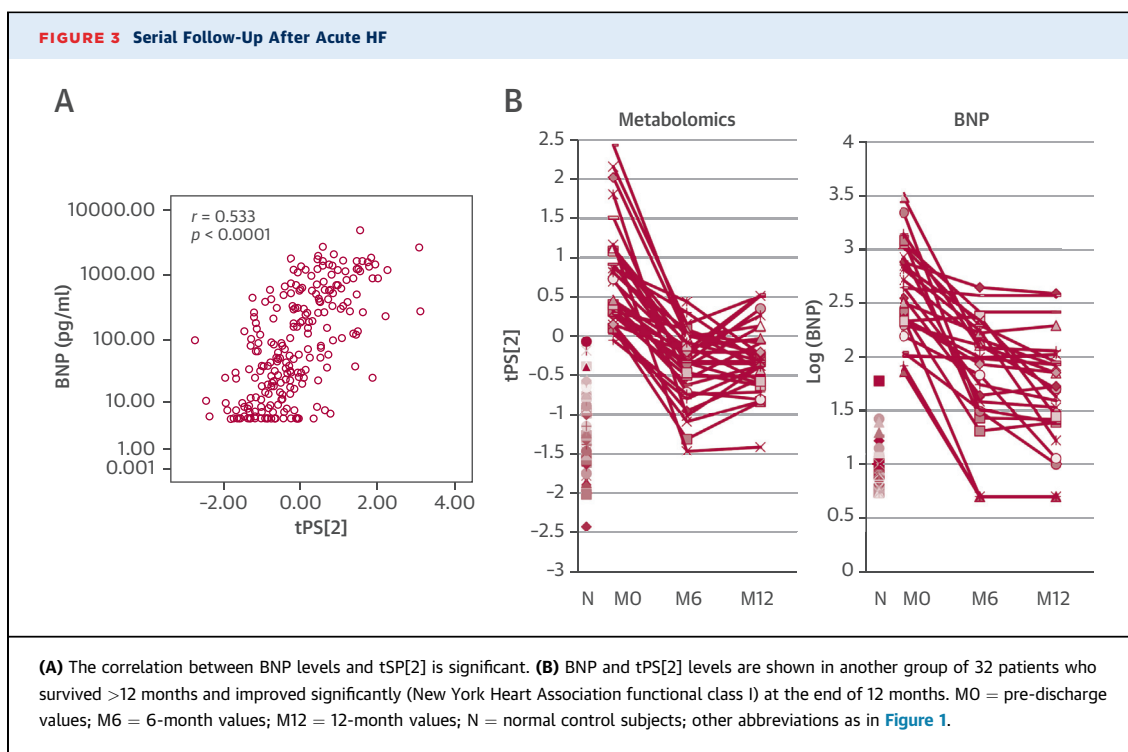 FIGURE 3 Serial Follow-Up After Acute HF
A
BNP (pg/ml)
10000.00
1000.00
100.00
10.00
1.00
0.001
r = 0.533
p < 0.0001
-2.00 0.00 2.00 4.00
tPS[2]
B
Metabolomics
tPS[2]
2.5
2
1.5
1
0.5
0
-0.5
-1
-1.5
-2
-2.5
-3
N M0 M6 M12
BNP
Log (BNP)
4
3.5
3
2.5
2
1.5
1
0.5
0
N M0 M6 M12
(A) The correlation between BNP levels and tSP[2] is significant. (B) BNP and tPS[2] levels are shown in another group of 32 patients who
survived >12 months and improved significantly (New York Heart Association functional class I) at the end of 12 months. M0 = pre-discharge
values; M6 = 6-month values; M12 = 12-month values; N = normal control subjects; other abbreviations as in Figure 1.